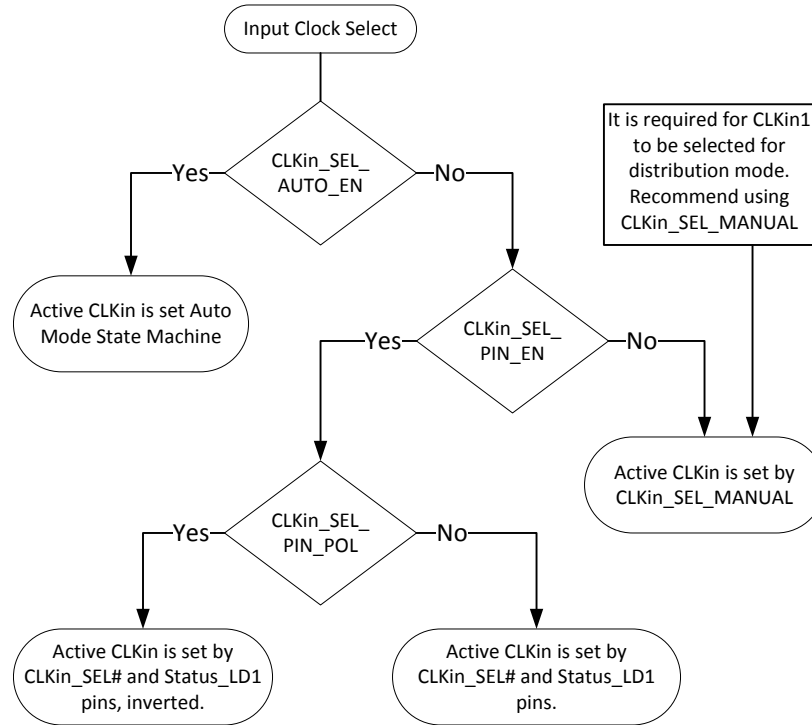 Input Clock Select
It is required for CLKin1
to be selected for
distribution mode.
Recommend using
CLKin_SEL_MANUAL
CLKin_SEL_
AUTO_EN
Yes
No
Active CLKin is set Auto
Mode State Machine
CLKin_SEL_
PIN_EN
Yes
No
Active CLKin is set by
CLKin_SEL_MANUAL
CLKin_SEL_
PIN_POL
Yes
No
Active CLKin is set by
CLKin_SEL# and Status_LD1
pins, inverted.
Active CLKin is set by
CLKin_SEL# and Status_LD1
pins.